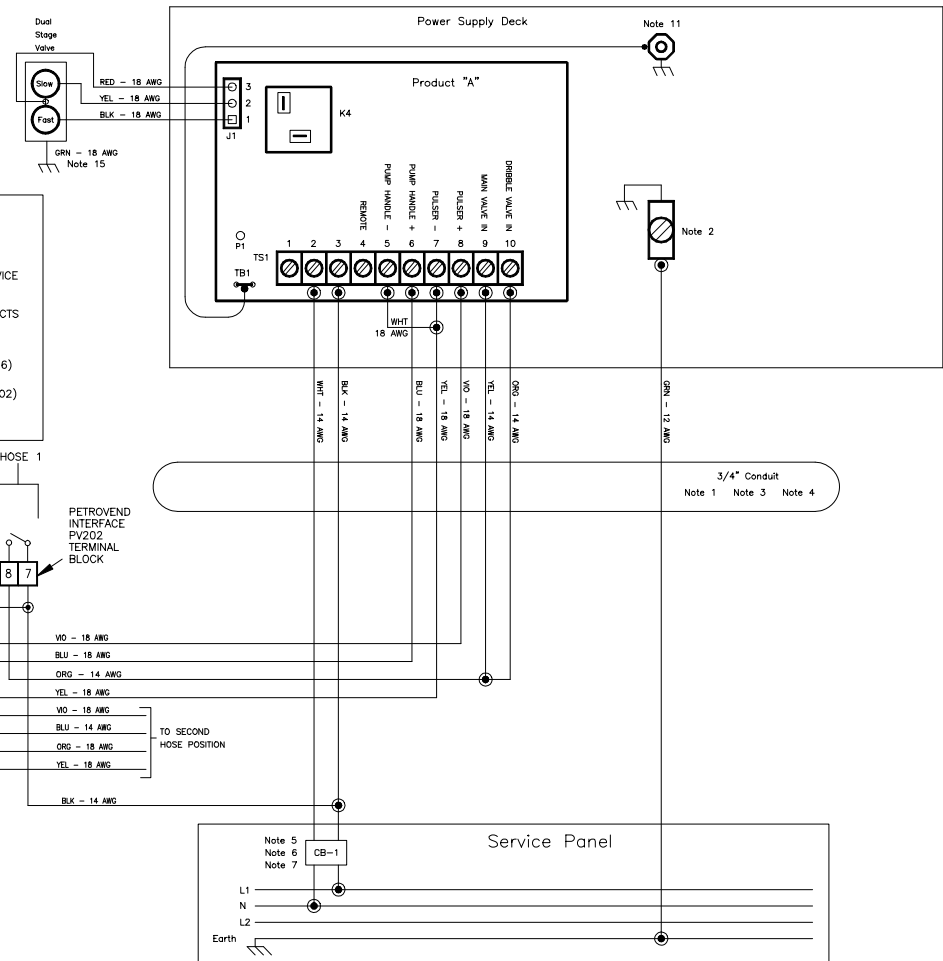 Dual
Stage
Valve
Power Supply Deck
Note 11
Slow
Fast
RED - 18 AWG
YEL - 18 AWG
BLK - 18 AWG
3
2
1
J1
GRN - 18 AWG
Note 15
Product "A"
K4
REMOTE
PUMP HANDLE -
PUMP HANDLE +
PULSER -
PULSER +
MAIN VALVE IN
DRIBBLE VALVE IN
P1
TS1
1 2 3 4 5 6 7 8 9 10
TB1
Note 2
WHT
18 AWG
VICE
CTS
6)
02)
WHT - 14 AWG
BLK - 14 AWG
BLU - 18 AWG
YEL - 18 AWG
VIO - 18 AWG
YEL - 14 AWG
ORG - 14 AWG
GRN - 12 AWG
HOSE 1
3/4" Conduit
Note 1 Note 3 Note 4
PETROVEND
INTERFACE
PV202
TERMINAL
BLOCK
8 7
VIO - 18 AWG
BLU - 18 AWG
ORG - 14 AWG
YEL - 18 AWG
VIO - 18 AWG
BLU - 14 AWG
ORG - 18 AWG
YEL - 18 AWG
TO SECOND
HOSE POSITION
BLK - 14 AWG
Service Panel
Note 5
Note 6
Note 7
CB-1
L1
N
L2
Earth